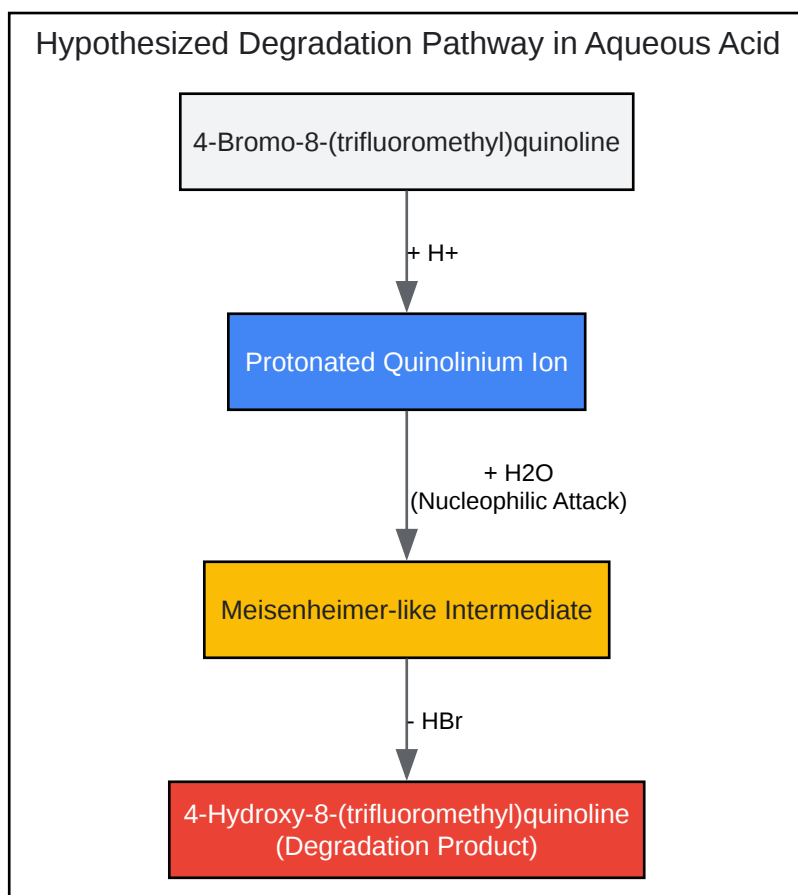 Hypothesized Degradation Pathway in Aqueous Acid
4-Bromo-8-(trifluoromethyl)quinoline
+ H+
Protonated Quinolinium Ion
+ H2O
(Nucleophilic Attack)
Meisenheimer-like Intermediate
- HBr
4-Hydroxy-8-(trifluoromethyl)quinoline
(Degradation Product)